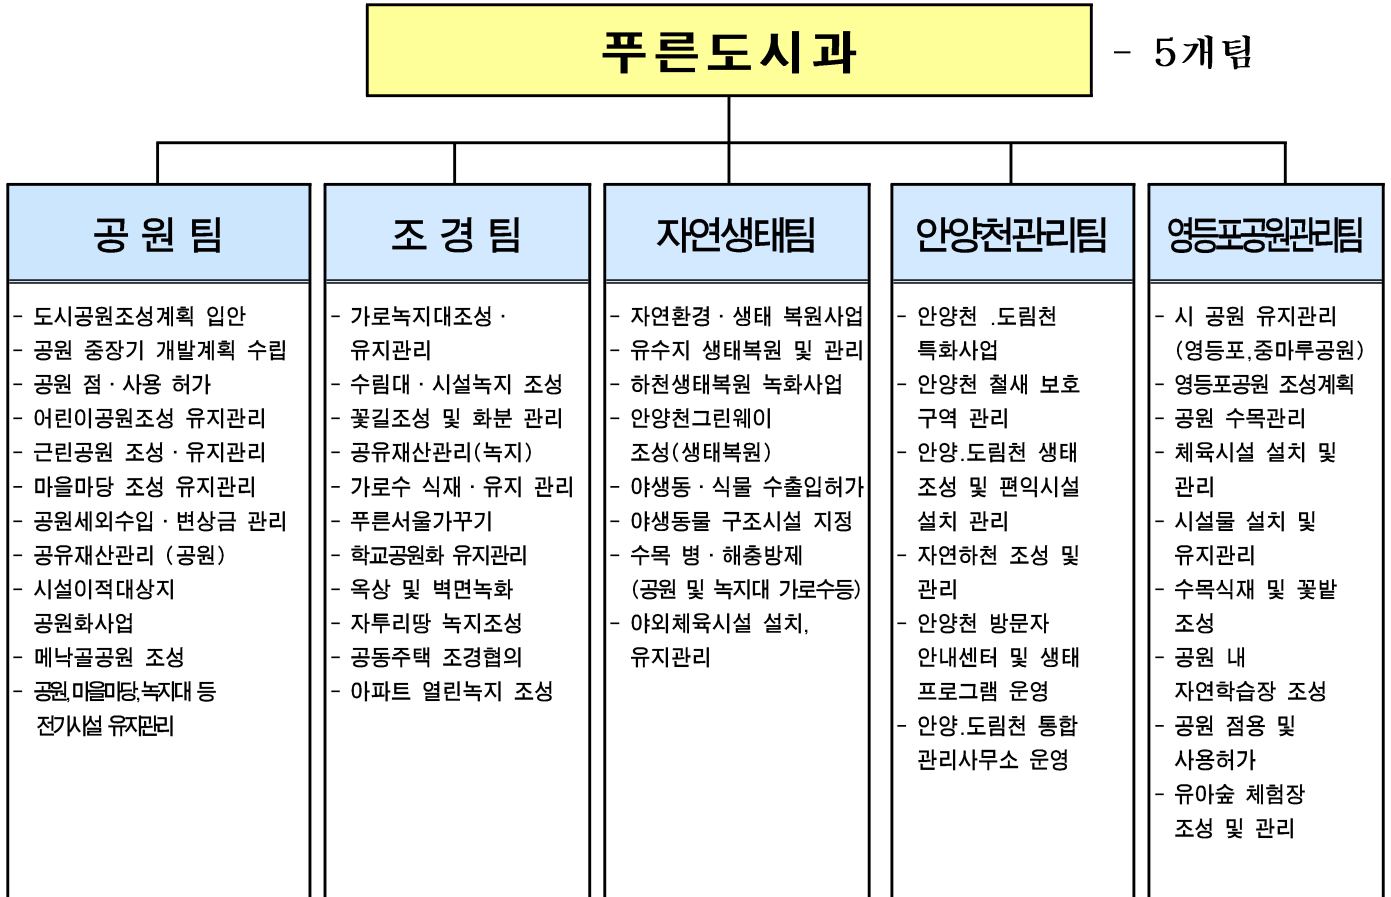 푸른도시과
- 5개팀
공 원 팀
- 도시공원조성계획 입안
- 공원 중장기 개발계획 수립
- 공원 점 · 사용 허가
- 어린이공원조성 유지관리
- 근린공원 조성 · 유지관리
- 마을마당 조성 유지관리
- 공원세외수입 · 변상금 관리
- 공유재산관리 (공원)
- 시설이적대상지
공원화사업
- 메낙골공원 조성
- 공원,마을마당,녹지대 등
전기시설 유지관리
조 경 팀
- 가로녹지대조성 ·
유지관리
- 수림대 · 시설녹지 조성
- 꽃길조성 및 화분 관리
- 공유재산관리(녹지)
- 가로수 식재 · 유지 관리
- 푸른서울가꾸기
- 학교공원화 유지관리
- 옥상 및 벽면녹화
- 자투리땅 녹지조성
- 공동주택 조경협의
- 아파트 열린녹지 조성
자연생태팀
- 자연환경 · 생태 복원사업
- 유수지 생태복원 및 관리
- 하천생태복원 녹화사업
- 안양천그린웨이
조성(생태복원)
- 야생동 · 식물 수출입허가
- 야생동물 구조시설 지정
- 수목 병 · 해충방제
(공원 및 녹지대 가로수등)
- 야외체육시설 설치,
유지관리
안양천관리팀
- 안양천 .도림천
특화사업
- 안양천 철새 보호
구역 관리
- 안양.도림천 생태
조성 및 편익시설
설치 관리
- 자연하천 조성 및
관리
- 안양천 방문자
안내센터 및 생태
프로그램 운영
- 안양.도림천 통합
관리사무소 운영
영등포공원관리팀
- 시 공원 유지관리
(영등포,중마루공원)
- 영등포공원 조성계획
- 공원 수목관리
- 체육시설 설치 및
관리
- 시설물 설치 및
유지관리
- 수목식재 및 꽃밭
조성
- 공원 내
자연학습장 조성
- 공원 점용 및
사용허가
- 유아숲 체험장
조성 및 관리